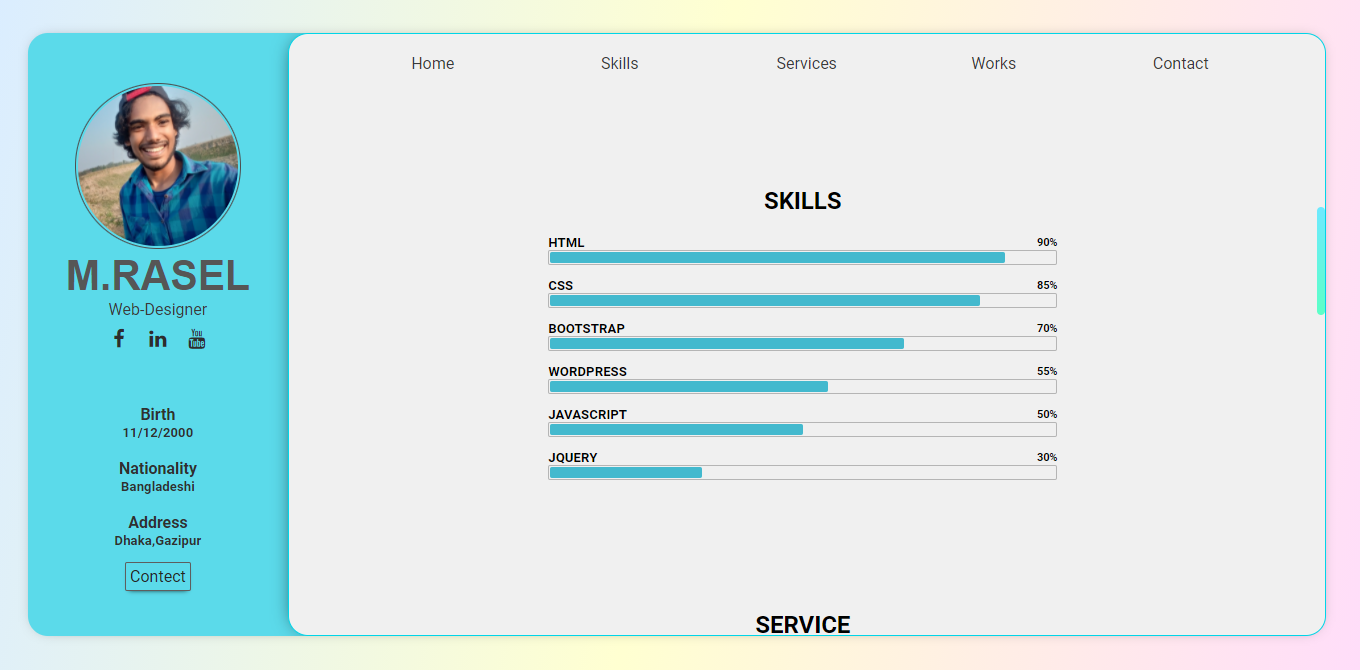 Home Skills Services Works Contact
M.RASEL
Web-Designer
You
Tube
Birth
11/12/2000
Nationality
Bangladeshi
Address
Dhaka,Gazipur
Contect
SKILLS
HTML 90%
CSS 85%
BOOTSTRAP 70%
WORDPRESS 55%
JAVASCRIPT 50%
JQUERY 30%
SERVICE